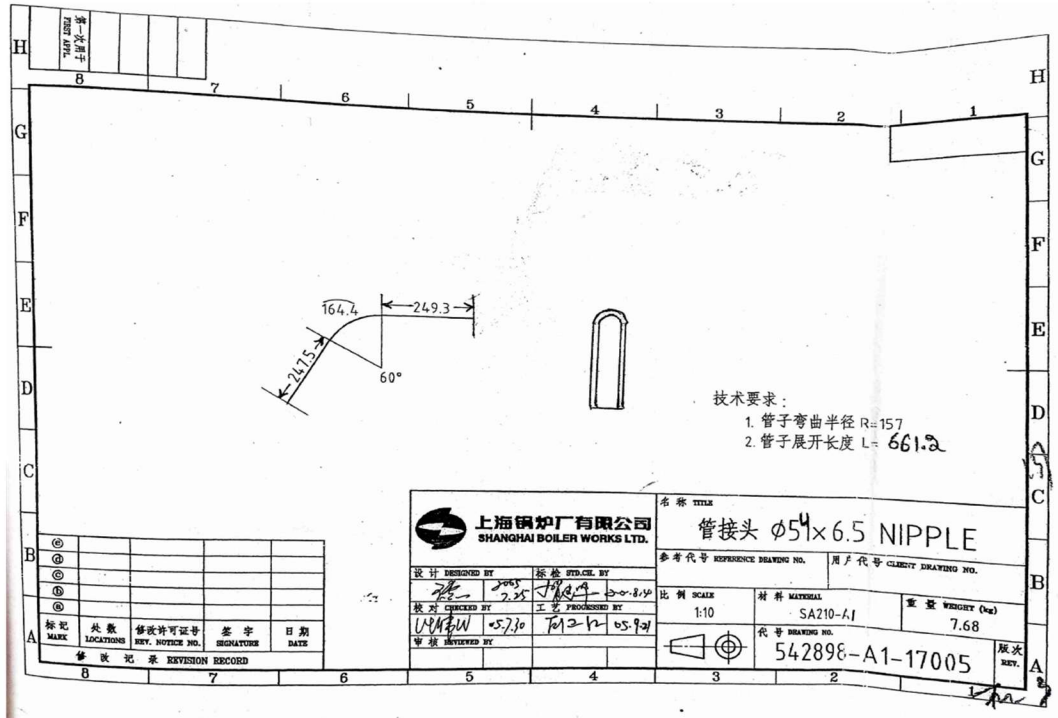 第一次用于
FIRST APPL.
8 7 6 5 4 3 2 1
H
G
F
E
D
C
B
A
H
G
F
E
D
C
B
A
164.4
249.3
247.5
60°
技术要求：
1. 管子弯曲半径 R=157
2. 管子展开长度 L= 661.2
上海锅炉厂有限公司
SHANGHAI BOILER WORKS LTD.
名 称 TITLE
管接头 Φ54×6.5 NIPPLE
参考代号 REFERENCE DRAWING NO.
用户代号 CLIENT DRAWING NO.
设 计 DESIGNED BY
2005
7.25
标 检 STD.CH. BY
校 对 CHECKED BY
05.7.30
工 艺 PROCESSED BY
05.9.21
审 核 REVIEWED BY
比 例 SCALE
1:10
材 料 MATERIAL
SA210-A1
重 量 WEIGHT (kg)
7.68
代 号 DRAWING NO.
542898-A1-17005
版次
REV.
ⓔ
ⓓ
ⓒ
ⓑ
ⓐ
标记 处数 修改许可证号 签字 日期
MARK LOCATIONS REV. NOTICE NO. SIGNATURE DATE
修 改 记 录 REVISION RECORD
8 7 6 5 4 3 2 1